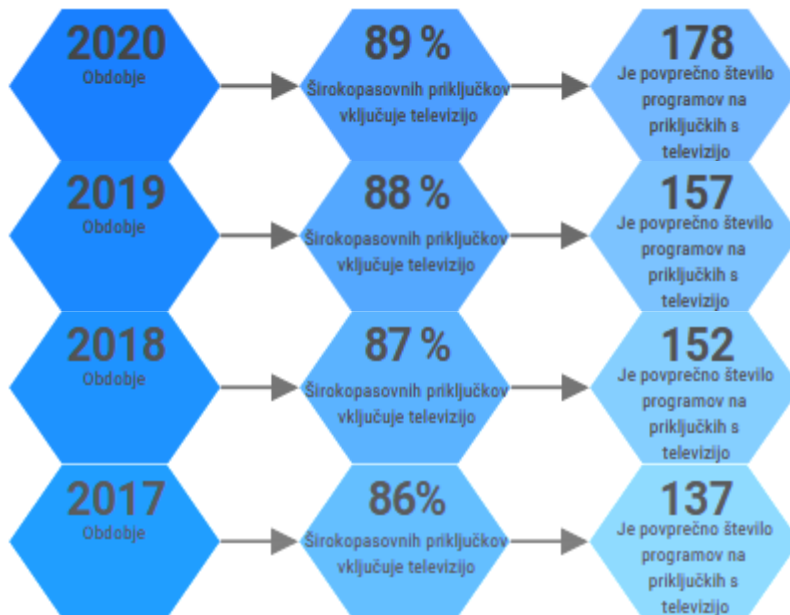 2020
Obdobje
89 %
Širokopasovnih priključkov
vključuje televizijo
178
Je povprečno število
programov na
priključkih s
televizijo
2019
Obdobje
88 %
Širokopasovnih priključkov
vključuje televizijo
157
Je povprečno število
programov na
priključkih s
televizijo
2018
Obdobje
87 %
Širokopasovnih priključkov
vključuje televizijo
152
Je povprečno število
programov na
priključkih s
televizijo
2017
Obdobje
86%
Širokopasovnih priključkov
vključuje televizijo
137
Je povprečno število
programov na
priključkih s
televizijo